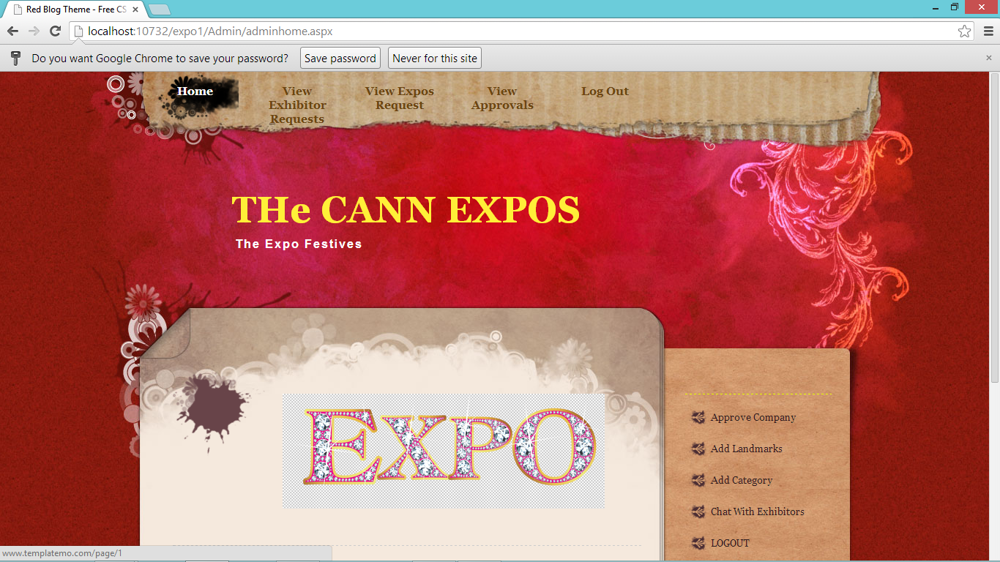 Red Blog Theme - Free CS
localhost:10732/expo1/Admin/adminhome.aspx
Do you want Google Chrome to save your password? Save password Never for this site
Home
View Exhibitor Requests
View Expos Request
View Approvals
Log Out
THe CANN EXPOS
The Expo Festives
EXPO
Approve Company
Add Landmarks
Add Category
Chat With Exhibitors
LOGOUT
www.templatemo.com/page/1